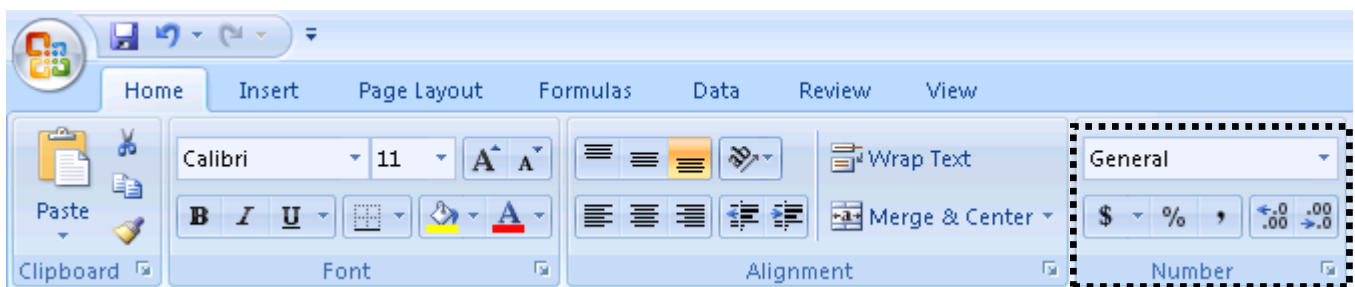 Home Insert Page Layout Formulas Data Review View
Calibri 11 A A Wrap Text General
Paste B I U A Merge & Center $ % , .0 .00 .00 .0
Clipboard Font Alignment Number